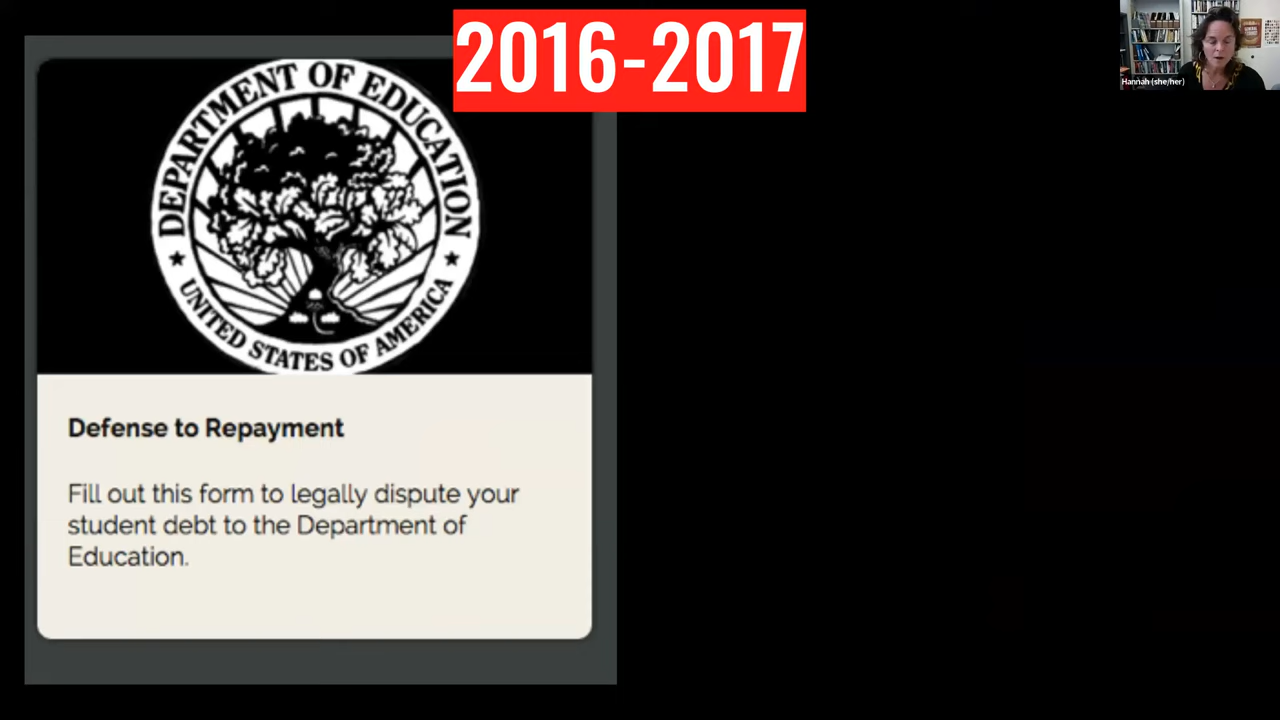 2016-2017
Hannah (she/her)
DEPARTMENT OF EDUCATION
UNITED STATES OF AMERICA
Defense to Repayment
Fill out this form to legally dispute your
student debt to the Department of
Education.